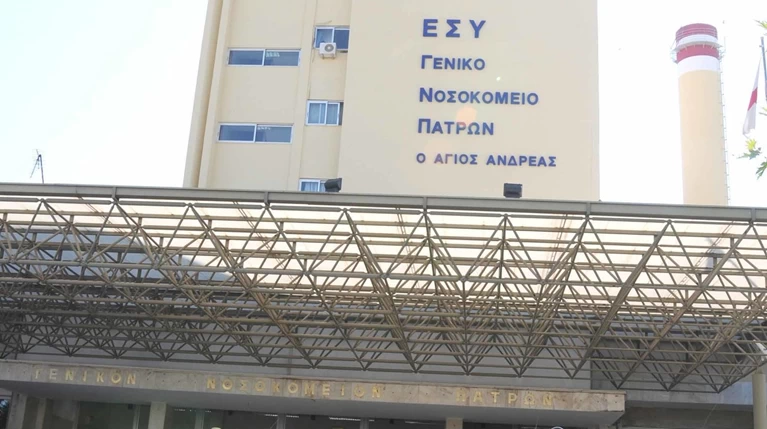 ΕΣΥ
ΓΕΝΙΚΟ
ΝΟΣΟΚΟΜΕΙΟ
ΠΑΤΡΩΝ
Ο ΑΓΙΟΣ ΑΝΔΡΕΑΣ
ΓΕΝΙΚΟΝ ΝΟΣΟΚΟΜΕΙΟΝ ΠΑΤΡΩΝ